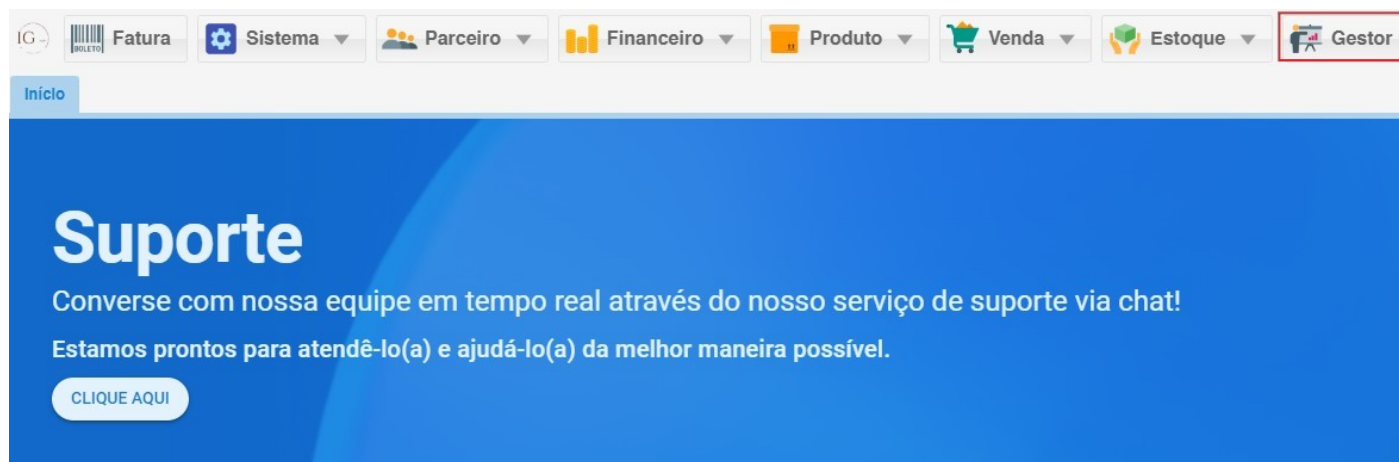 IG
BOLETO Fatura Sistema Parceiro Financeiro Produto Venda Estoque Gestor
Início
Suporte
Converse com nossa equipe em tempo real através do nosso serviço de suporte via chat!
Estamos prontos para atendê-lo(a) e ajudá-lo(a) da melhor maneira possível.
CLIQUE AQUI